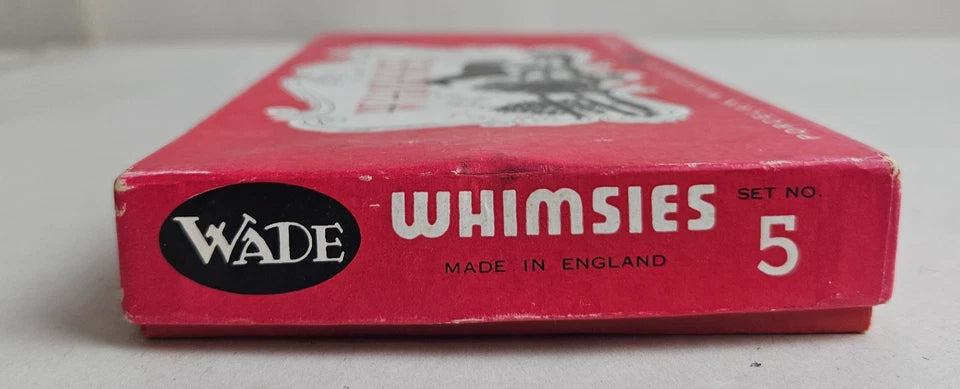 WADE
WHIMSIES
MADE IN ENGLAND
SET NO.
5